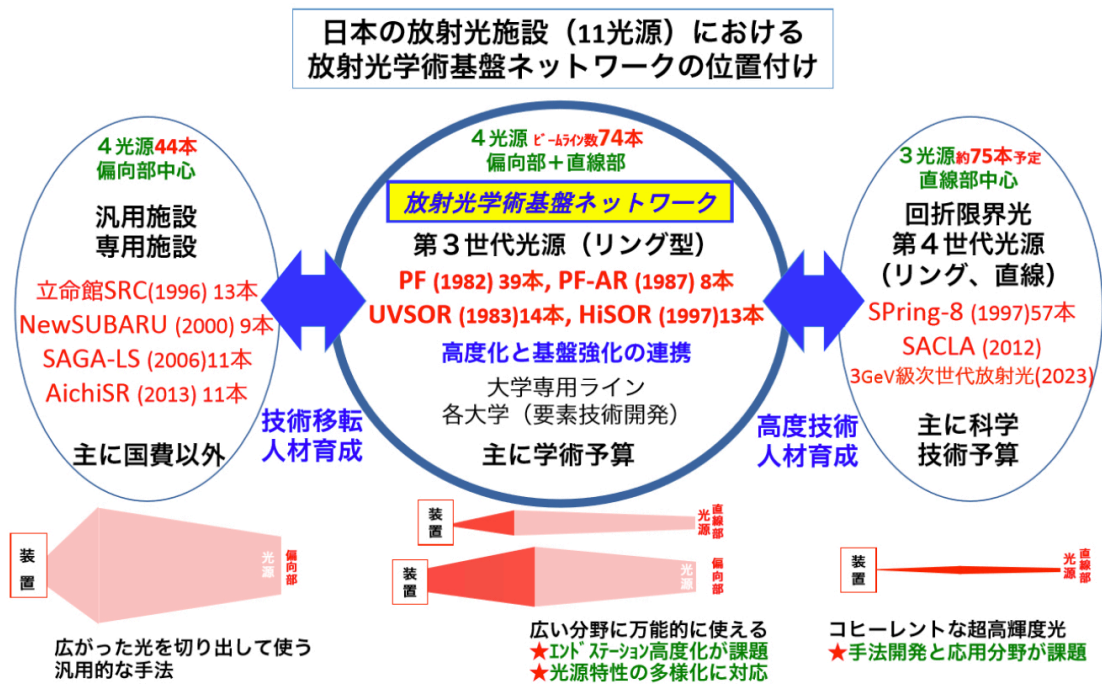 日本の放射光施設（11光源）における
放射光学術基盤ネットワークの位置付け
４光源44本
偏向部中心
汎用施設
専用施設
立命館SRC(1996) 13本
NewSUBARU (2000) 9本
SAGA-LS (2006)11本
AichiSR (2013) 11本
主に国費以外
技術移転
人材育成
４光源 ﾋﾞｰﾑﾗｲﾝ数74本
偏向部＋直線部
放射光学術基盤ネットワーク
第３世代光源（リング型）
PF (1982) 39本, PF-AR (1987) 8本
UVSOR (1983)14本, HiSOR (1997)13本
高度化と基盤強化の連携
大学専用ライン
各大学（要素技術開発）
主に学術予算
高度技術
人材育成
３光源約75本予定
直線部中心
回折限界光
第４世代光源
（リング、直線）
SPring-8 (1997)57本
SACLA (2012)
3GeV級次世代放射光(2023)
主に科学
技術予算
装置
光源
偏向部
広がった光を切り出して使う
汎用的な手法
装置
光源
直線部
装置
光源
偏向部
広い分野に万能的に使える
★ｴﾝﾄﾞｽﾃｰｼｮﾝ高度化が課題
★光源特性の多様化に対応
装置
光源
直線部
コヒーレントな超高輝度光
★手法開発と応用分野が課題